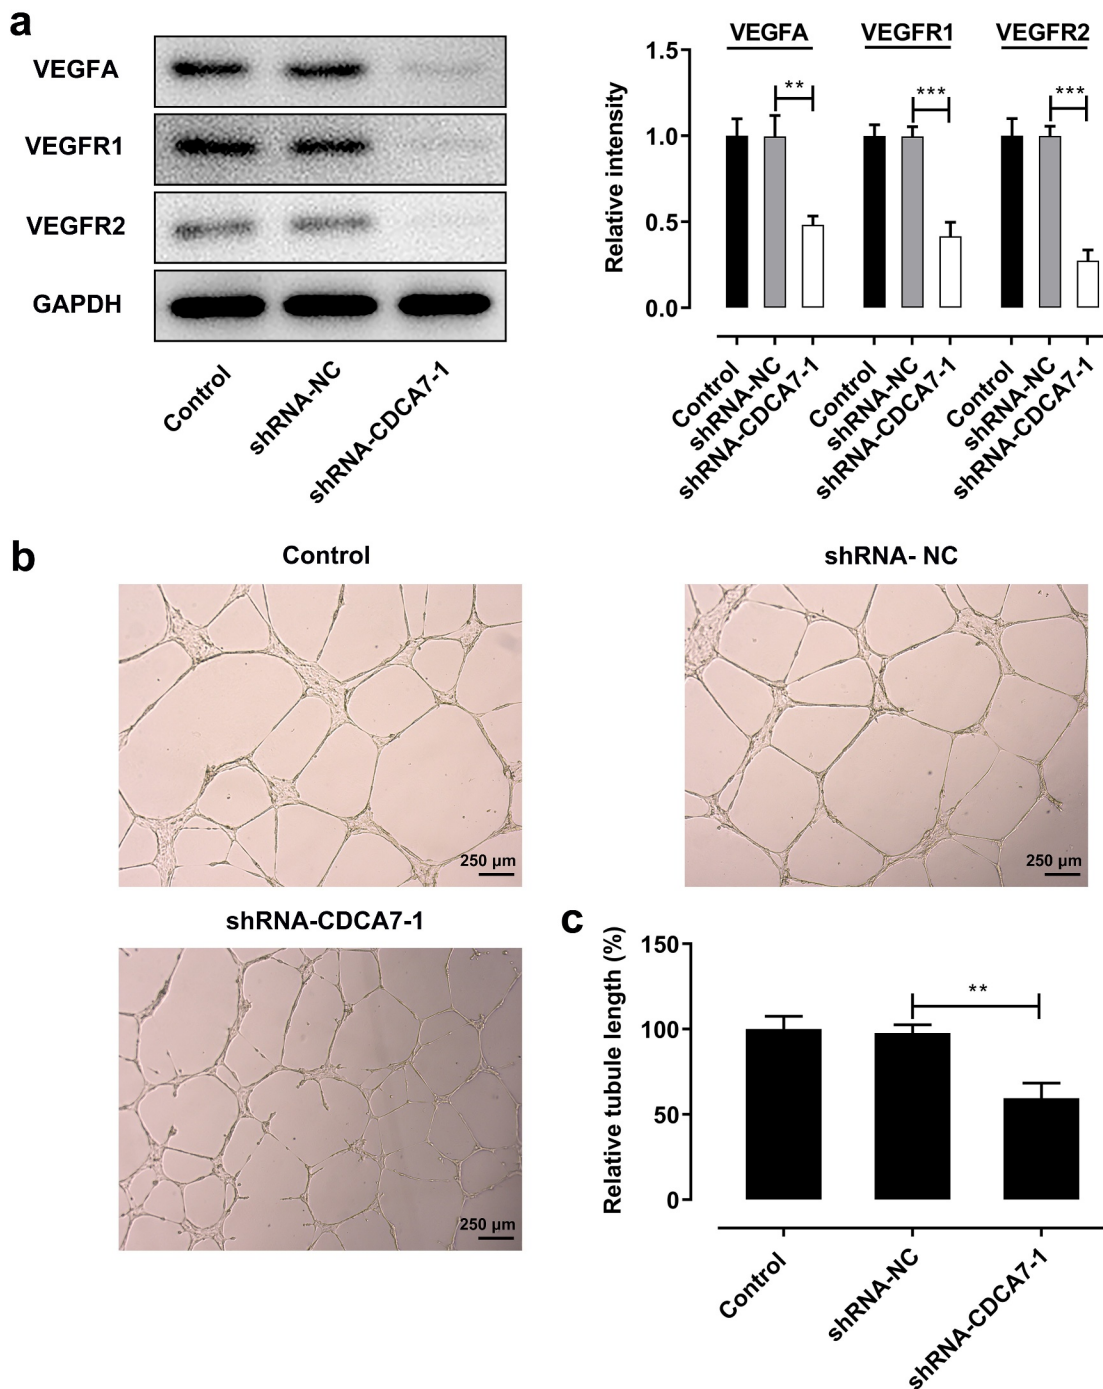 a
VEGFA
VEGFR1
VEGFR2
GAPDH
Control
shRNA-NC
shRNA-CDCA7-1
VEGFA
VEGFR1
VEGFR2
Relative intensity
1.5
1.0
0.5
0.0
**
***
***
Control
shRNA-NC
shRNA-CDCA7-1
Control
shRNA-NC
shRNA-CDCA7-1
Control
shRNA-NC
shRNA-CDCA7-1
b
Control
250 μm
shRNA- NC
250 μm
shRNA-CDCA7-1
250 μm
c
Relative tubule length (%)
150
100
50
0
**
Control
shRNA-NC
shRNA-CDCA7-1